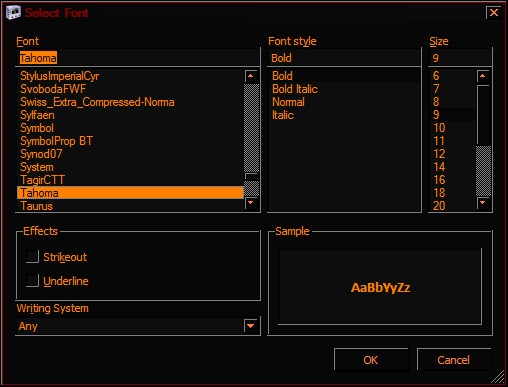 Select Font
Font
Tahoma
StylusImperialCyr
SvobodaFWF
Swiss_Extra_Compressed-Norma
Sylfaen
Symbol
SymbolProp BT
Synod07
System
TagirCTT
Tahoma
Taurus
Font style
Bold
Bold
Bold Italic
Normal
Italic
Size
9
6
7
8
9
10
11
12
14
16
18
20
Effects
Strikeout
Underline
Sample
AaBbYyZz
Writing System
Any
OK
Cancel